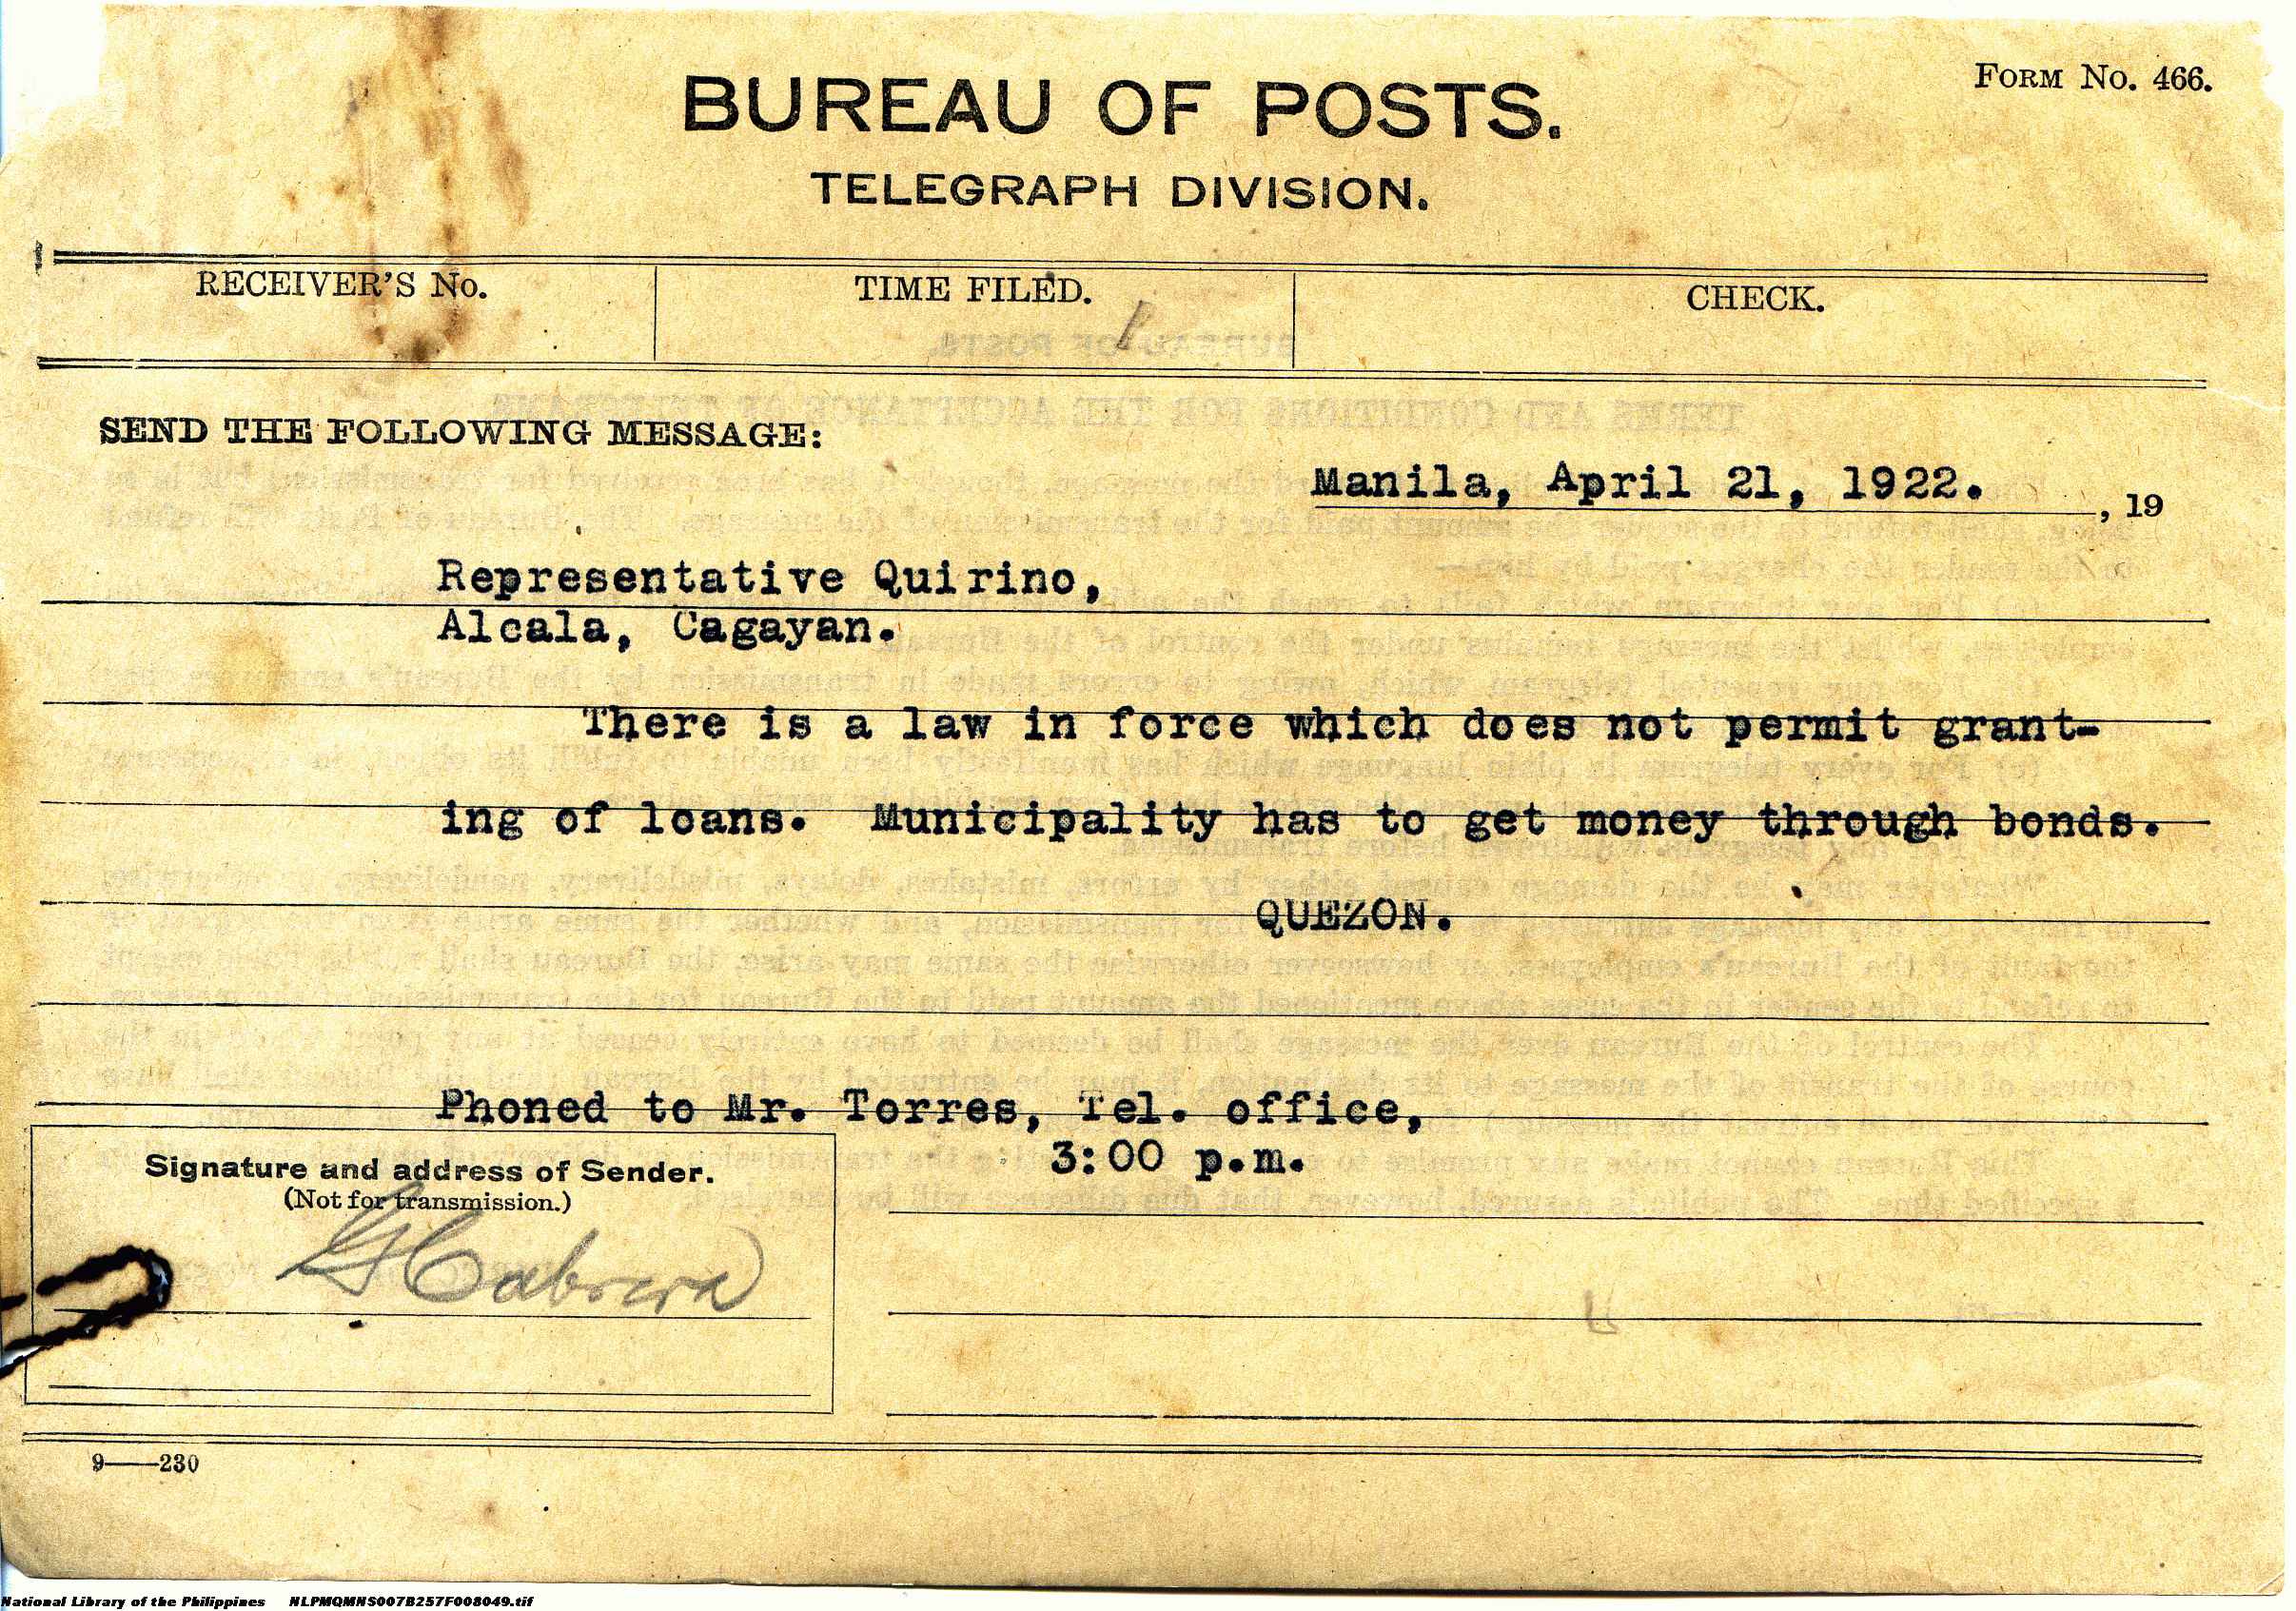 FORM No. 466.
BUREAU OF POSTS.
TELEGRAPH DIVISION.
RECEIVER'S No. TIME FILED. CHECK.
SEND THE FOLLOWING MESSAGE:
Manila, April 21, 1922. , 19
Representative Quirino,
Alcala, Cagayan.
There is a law in force which does not permit grant-
ing of loans. Municipality has to get money through bonds.
QUEZON.
Phoned to Mr. Torres, Tel. office,
3:00 p.m.
Signature and address of Sender.
(Not for transmission.)
G Cabrera
9——230
National Library of the Philippines NLPMQMNS007B257F008049.tif